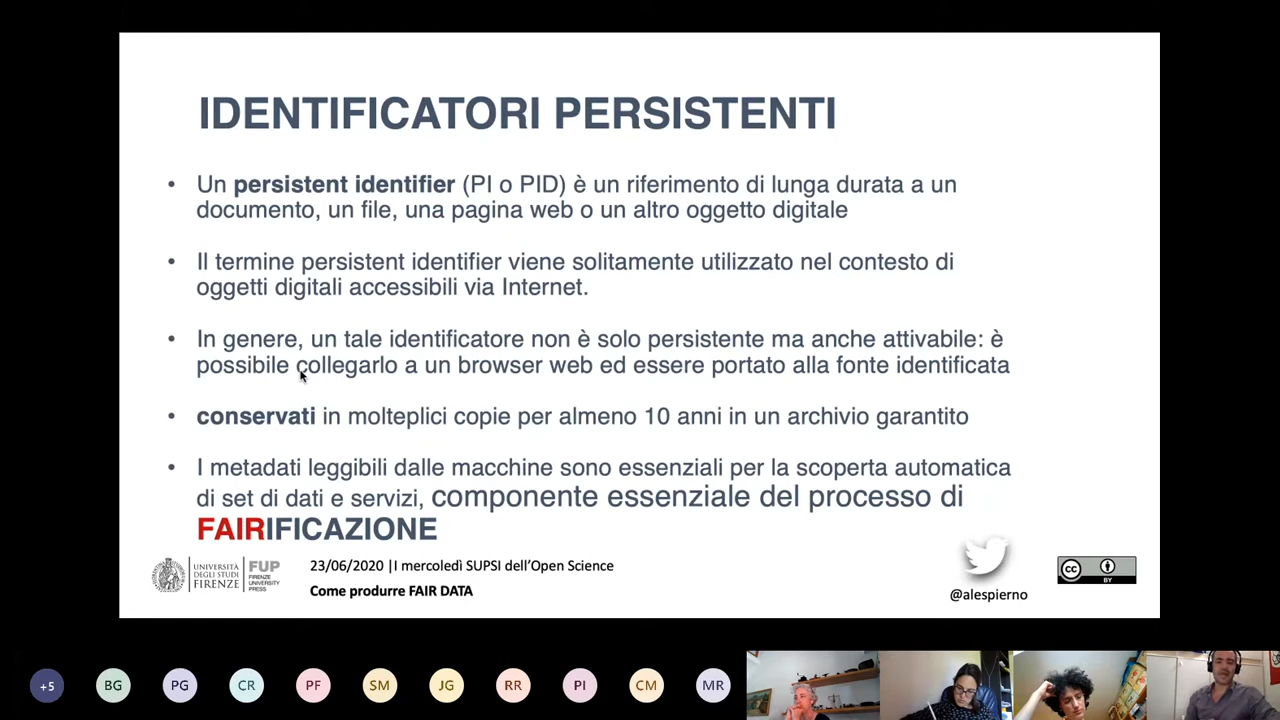 IDENTIFICATORI PERSISTENTI
• Un persistent identifier (PI o PID) è un riferimento di lunga durata a un
documento, un file, una pagina web o un altro oggetto digitale
• Il termine persistent identifier viene solitamente utilizzato nel contesto di
oggetti digitali accessibili via Internet.
• In genere, un tale identificatore non è solo persistente ma anche attivabile: è
possibile collegarlo a un browser web ed essere portato alla fonte identificata
• conservati in molteplici copie per almeno 10 anni in un archivio garantito
• I metadati leggibili dalle macchine sono essenziali per la scoperta automatica
di set di dati e servizi, componente essenziale del processo di
FAIRIFICAZIONE
UNIVERSITÀ
DEGLI STUDI
FIRENZE
FUP
FIRENZE
UNIVERSITY
PRESS
23/06/2020 |I mercoledì SUPSI dell'Open Science
Come produrre FAIR DATA
@alespierno
CC
BY
+5 BG PG CR PF SM JG RR PI CM MR